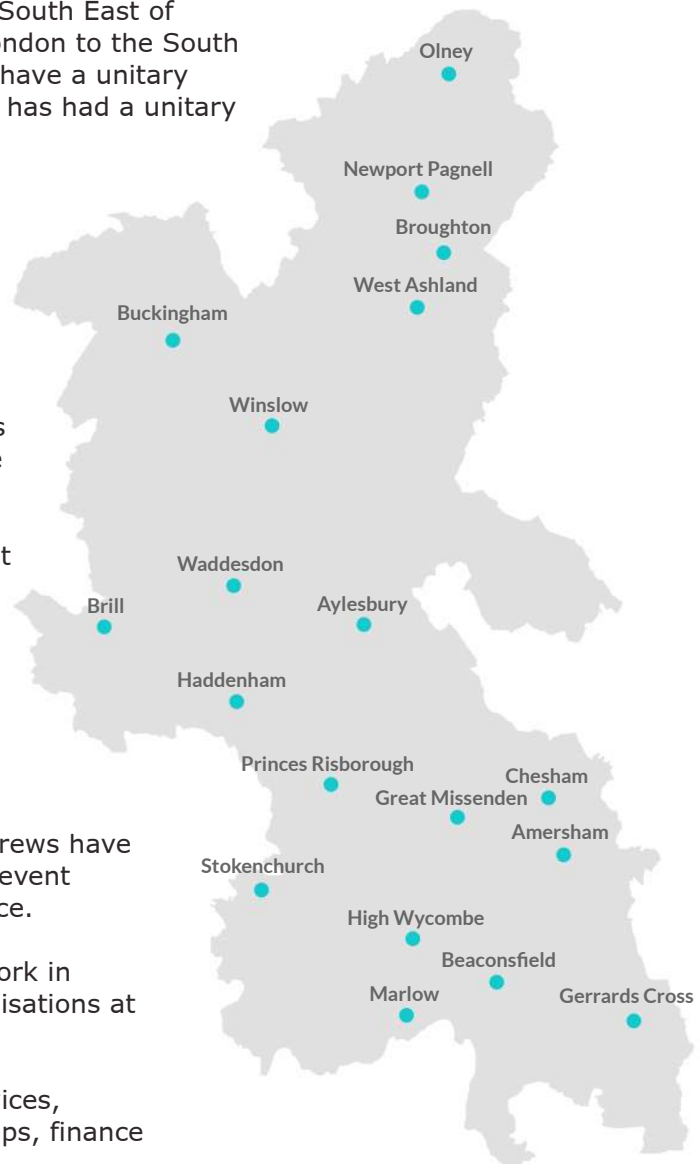 South East of
ondon to the South
have a unitary
has had a unitary
s
e
t
rews have
event
ce.
ork in
isations at
ices,
ps, finance
Olney
Newport Pagnell
Broughton
West Ashland
Buckingham
Winslow
Waddesdon
Brill
Aylesbury
Haddenham
Princes Risborough
Chesham
Great Missenden
Amersham
Stokenchurch
High Wycombe
Beaconsfield
Marlow
Gerrards Cross